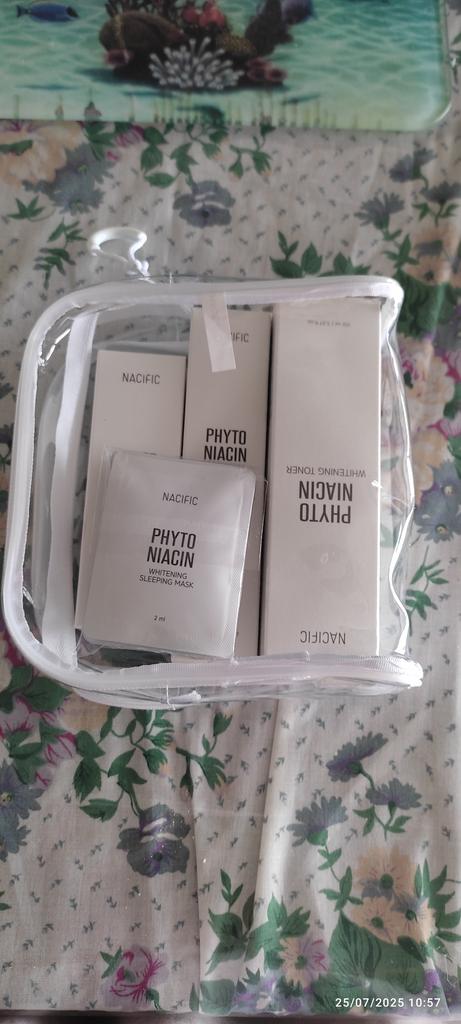 NACIFIC
PHYTO
NIACIN
NACIFIC
PHYTO
NIACIN
WHITENING
SLEEPING MASK
2 ml
PHYTO
NIACIN
WHITENING TONER
NACIFIC
25/07/2025 10:57